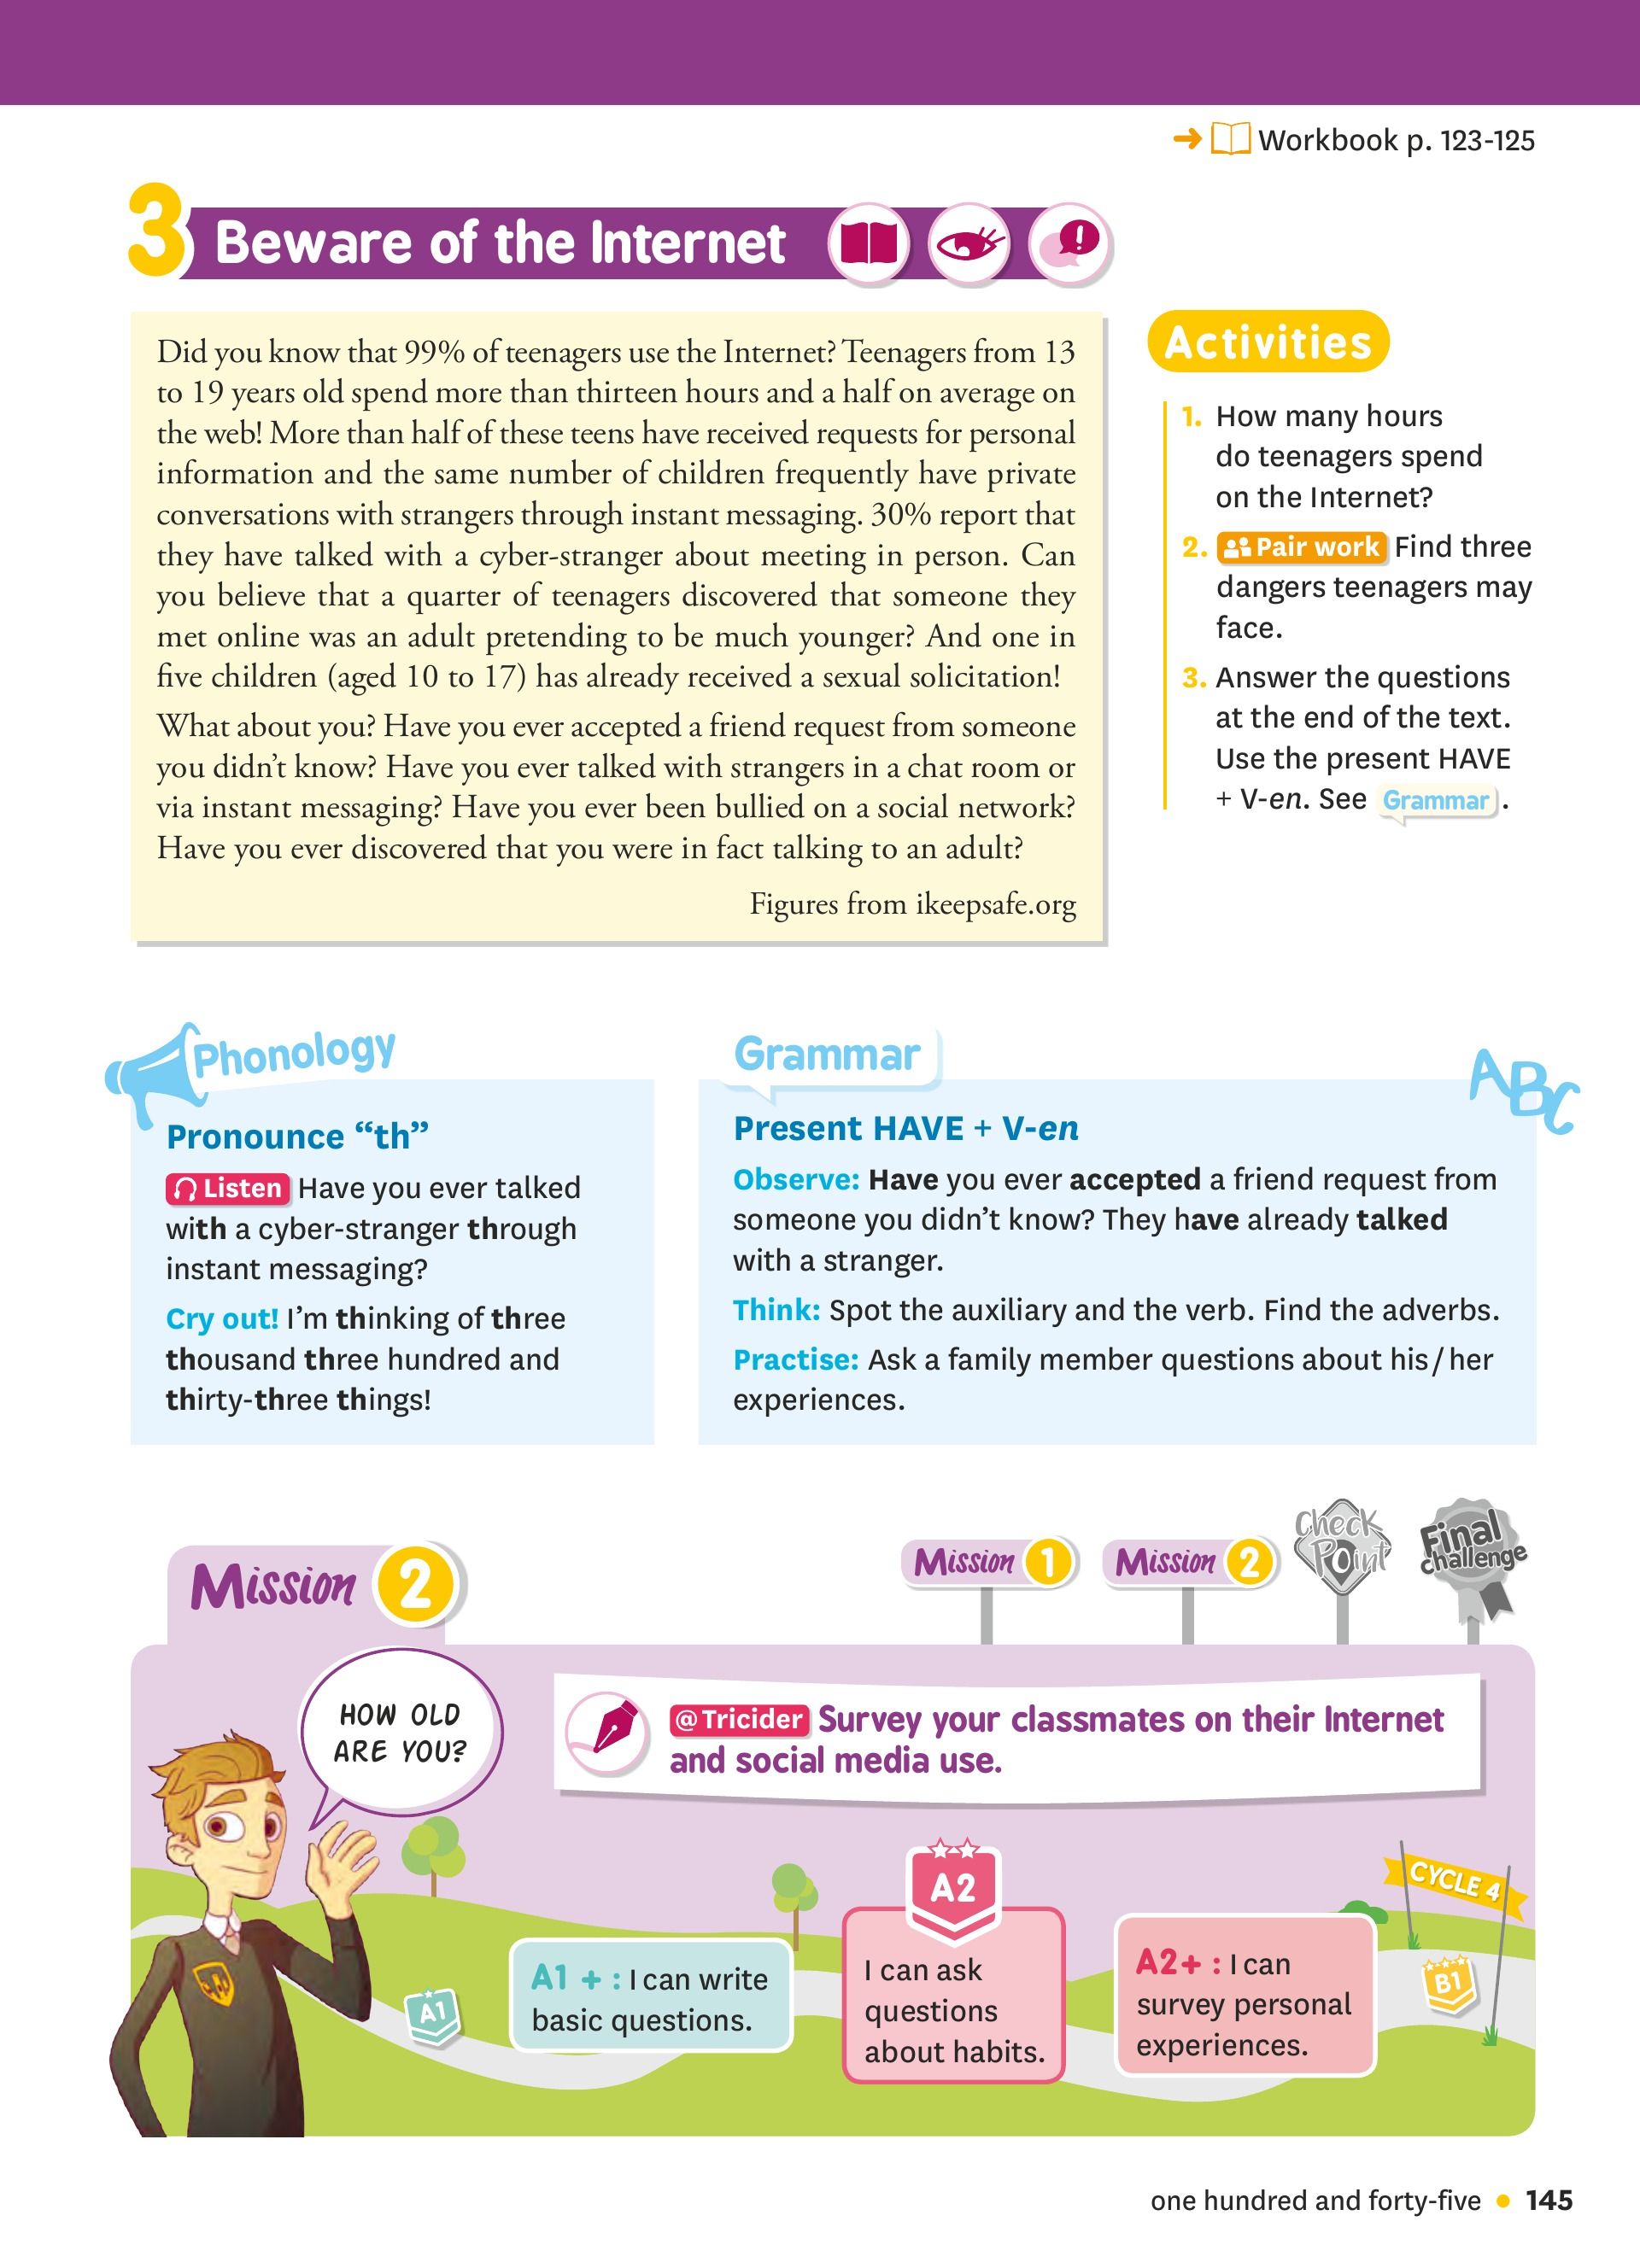 ➜ Workbook p. 123-125
3 Beware of the Internet
Did you know that 99% of teenagers use the Internet? Teenagers from 13
to 19 years old spend more than thirteen hours and a half on average on
the web! More than half of these teens have received requests for personal
information and the same number of children frequently have private
conversations with strangers through instant messaging. 30% report that
they have talked with a cyber-stranger about meeting in person. Can
you believe that a quarter of teenagers discovered that someone they
met online was an adult pretending to be much younger? And one in
five children (aged 10 to 17) has already received a sexual solicitation!
What about you? Have you ever accepted a friend request from someone
you didn't know? Have you ever talked with strangers in a chat room or
via instant messaging? Have you ever been bullied on a social network?
Have you ever discovered that you were in fact talking to an adult?
Figures from ikeepsafe.org
Activities
1. How many hours
do teenagers spend
on the Internet?
2. Pair work Find three
dangers teenagers may
face.
3. Answer the questions
at the end of the text.
Use the present HAVE
+ V-en. See Grammar.
Phonology
Pronounce “th”
Listen Have you ever talked
with a cyber-stranger through
instant messaging?
Cry out! I'm thinking of three
thousand three hundred and
thirty-three things!
Grammar
ABC
Present HAVE + V-en
Observe: Have you ever accepted a friend request from
someone you didn't know? They have already talked
with a stranger.
Think: Spot the auxiliary and the verb. Find the adverbs.
Practise: Ask a family member questions about his / her
experiences.
Mission 2
Mission 1
Mission 2
Check
Point
Final
challenge
HOW OLD
ARE YOU?
@Tricider Survey your classmates on their Internet
and social media use.
A1
A1 + : I can write
basic questions.
A2
I can ask
questions
about habits.
A2+ : I can
survey personal
experiences.
CYCLE 4
B1
one hundred and forty-five • 145